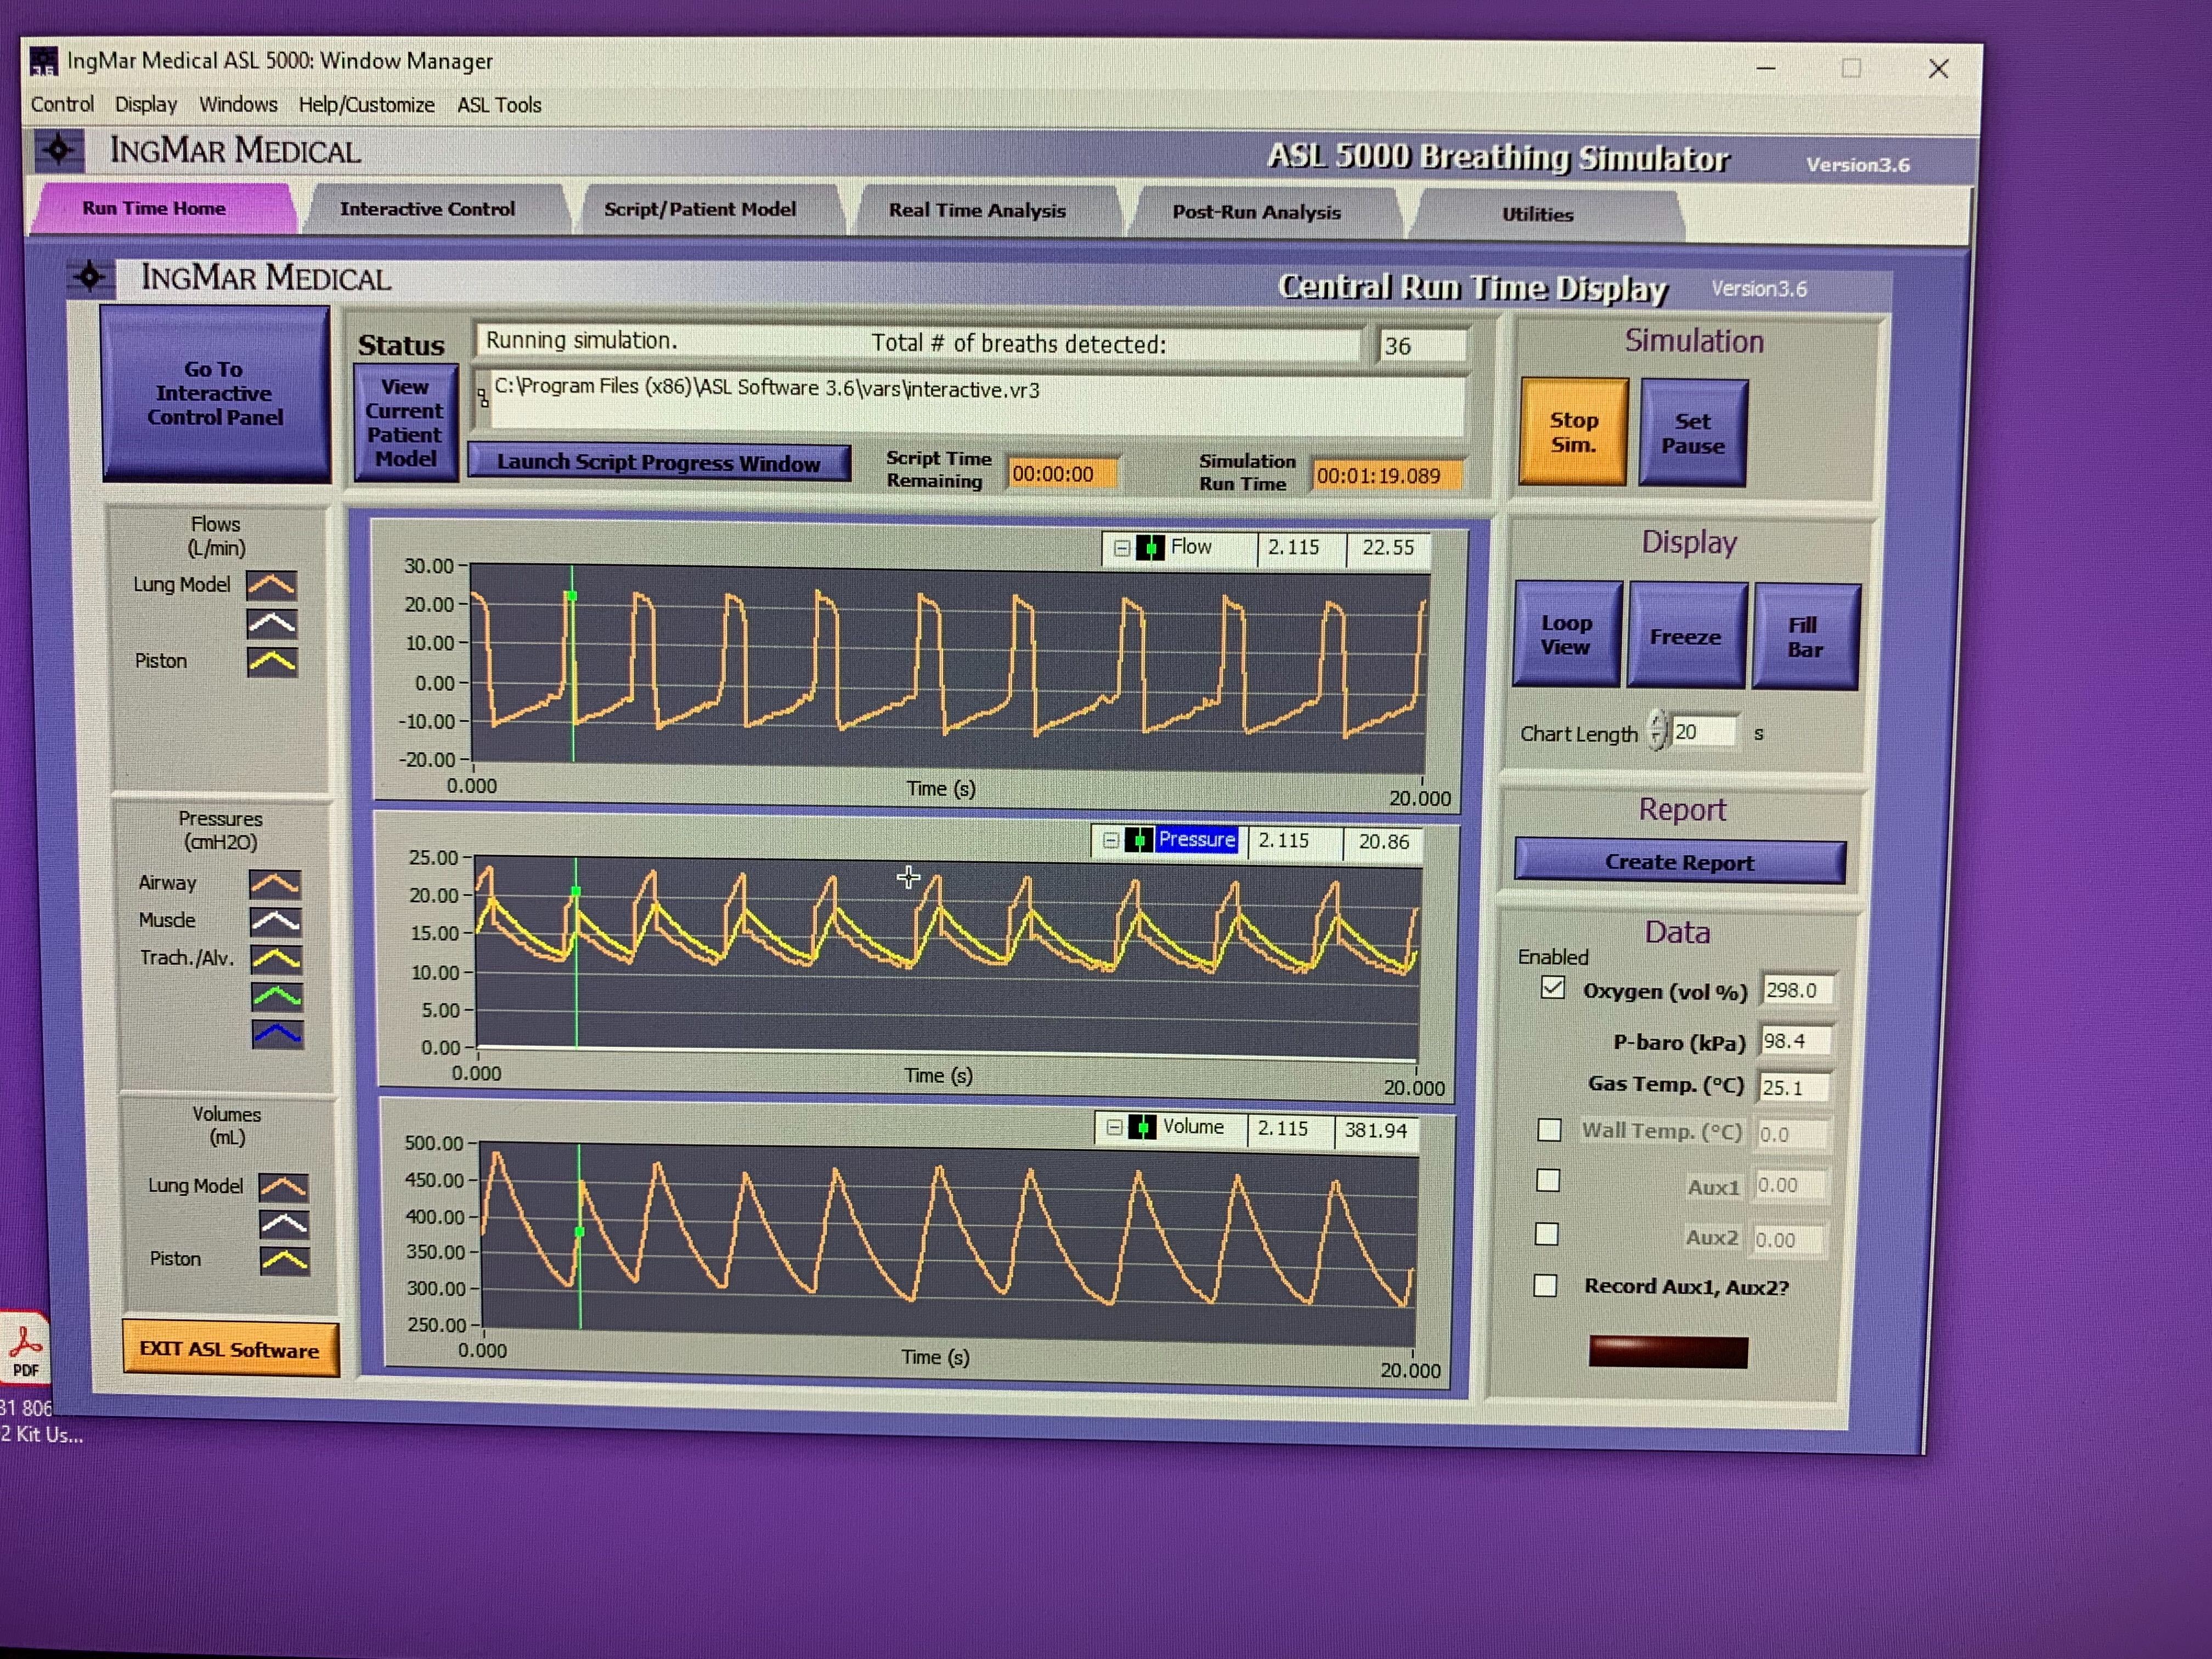 IngMar Medical ASL 5000: Window Manager
Control Display Windows Help/Customize ASL Tools
INGMAR MEDICAL
ASL 5000 Breathing Simulator Version3.6
Run Time Home Interactive Control Script/Patient Model Real Time Analysis Post-Run Analysis Utilities
INGMAR MEDICAL
Central Run Time Display Version3.6
Go To
Interactive
Control Panel
Status
Running simulation. Total # of breaths detected: 36
View
Current
Patient
Model
C:\Program Files (x86)\ASL Software 3.6\vars\interactive.vr3
Launch Script Progress Window
Script Time
Remaining
00:00:00
Simulation
Run Time
00:01:19.089
Simulation
Stop
Sim.
Set
Pause
Flows
(L/min)
Lung Model
Piston
Flow 2.115 22.55
30.00
20.00
10.00
0.00
-10.00
-20.00
0.000
Time (s)
20.000
Display
Loop
View
Freeze
Fill
Bar
Chart Length 20 s
Pressures
(cmH2O)
Airway
Muscle
Trach./Alv.
Pressure 2.115 20.86
25.00
20.00
15.00
10.00
5.00
0.00
0.000
Time (s)
20.000
Report
Create Report
Data
Enabled
Oxygen (vol %) 298.0
P-baro (kPa) 98.4
Gas Temp. (°C) 25.1
Wall Temp. (°C) 0.0
Aux1 0.00
Aux2 0.00
Record Aux1, Aux2?
Volumes
(mL)
Lung Model
Piston
Volume 2.115 381.94
500.00
450.00
400.00
350.00
300.00
250.00
0.000
Time (s)
20.000
EXIT ASL Software
PDF
31 806
2 Kit Us...